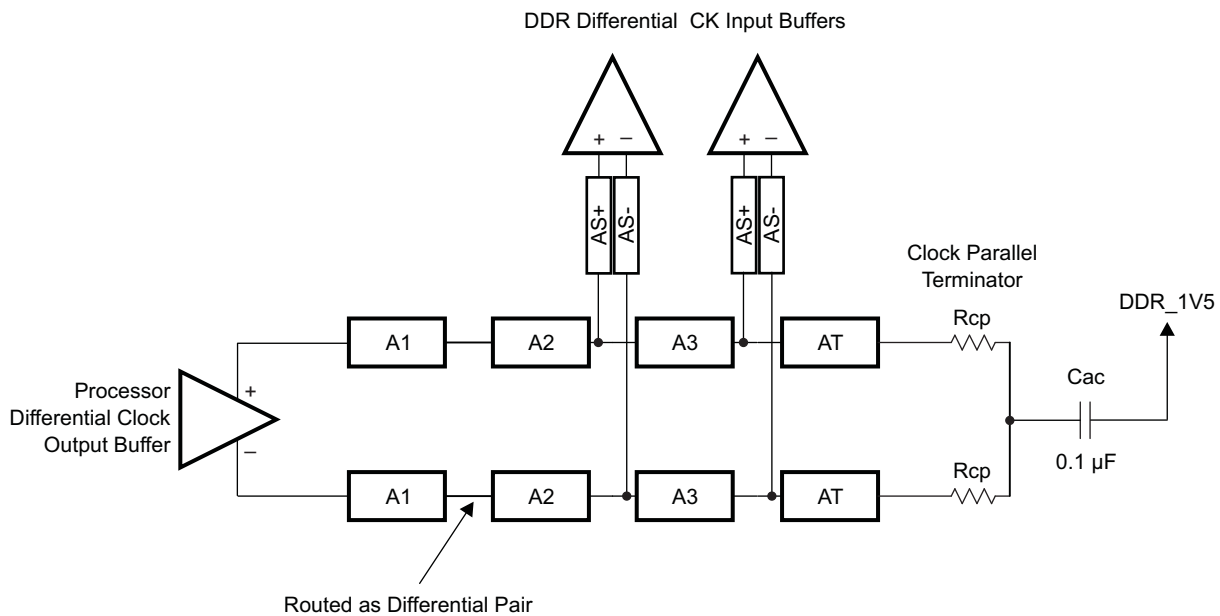 DDR Differential CK Input Buffers
+ −
+ −
AS+
AS-
AS+
AS-
Clock Parallel
Terminator
DDR_1V5
A1
A2
A3
AT
Rcp
Processor
Differential Clock
Output Buffer
+
−
Cac
0.1 µF
A1
A2
A3
AT
Rcp
Routed as Differential Pair